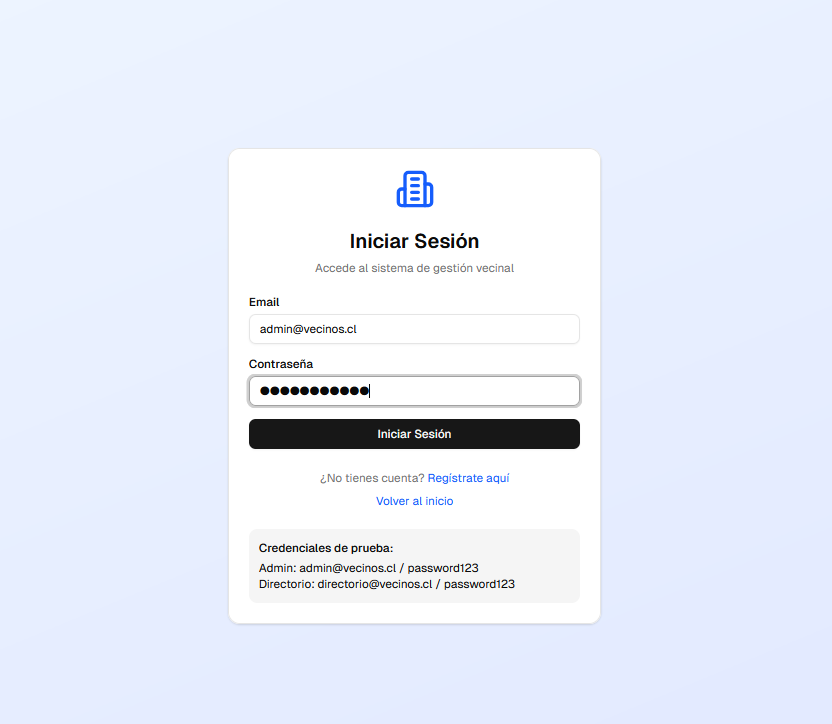 Iniciar Sesión
Accede al sistema de gestión vecinal
Email
admin@vecinos.cl
Contraseña
●●●●●●●●●●●
Iniciar Sesión
¿No tienes cuenta? Regístrate aquí
Volver al inicio
Credenciales de prueba:
Admin: admin@vecinos.cl / password123
Directorio: directorio@vecinos.cl / password123